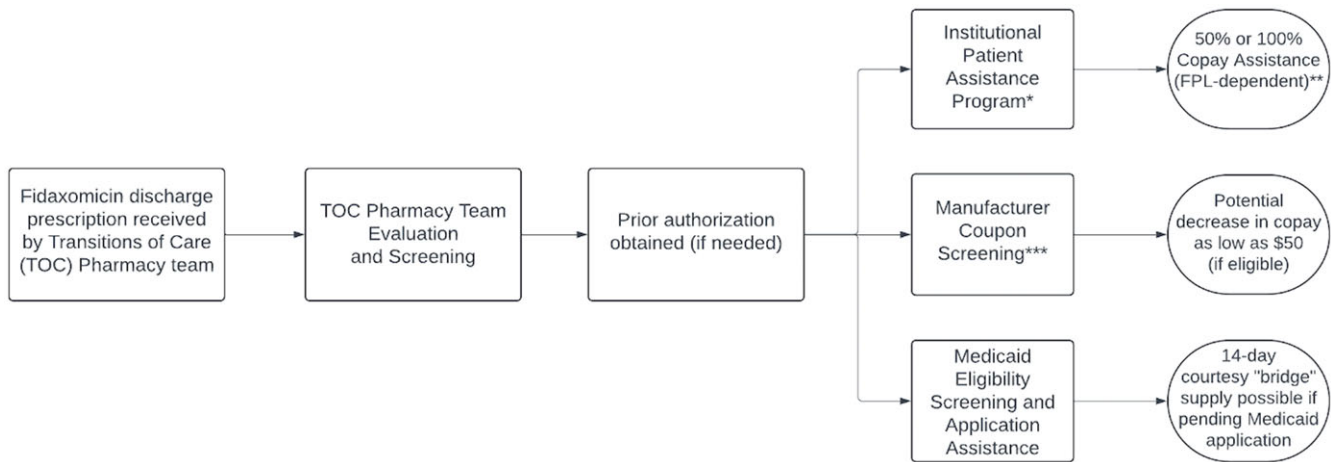 Fidaxomicin discharge
prescription received
by Transitions of Care
(TOC) Pharmacy team
TOC Pharmacy Team
Evaluation
and Screening
Prior authorization
obtained (if needed)
Institutional
Patient
Assistance
Program*
50% or 100%
Copay Assistance
(FPL-dependent)**
Manufacturer
Coupon
Screening***
Potential
decrease in copay
as low as $50
(if eligible)
Medicaid
Eligibility
Screening and
Application
Assistance
14-day
courtesy "bridge"
supply possible if
pending Medicaid
application